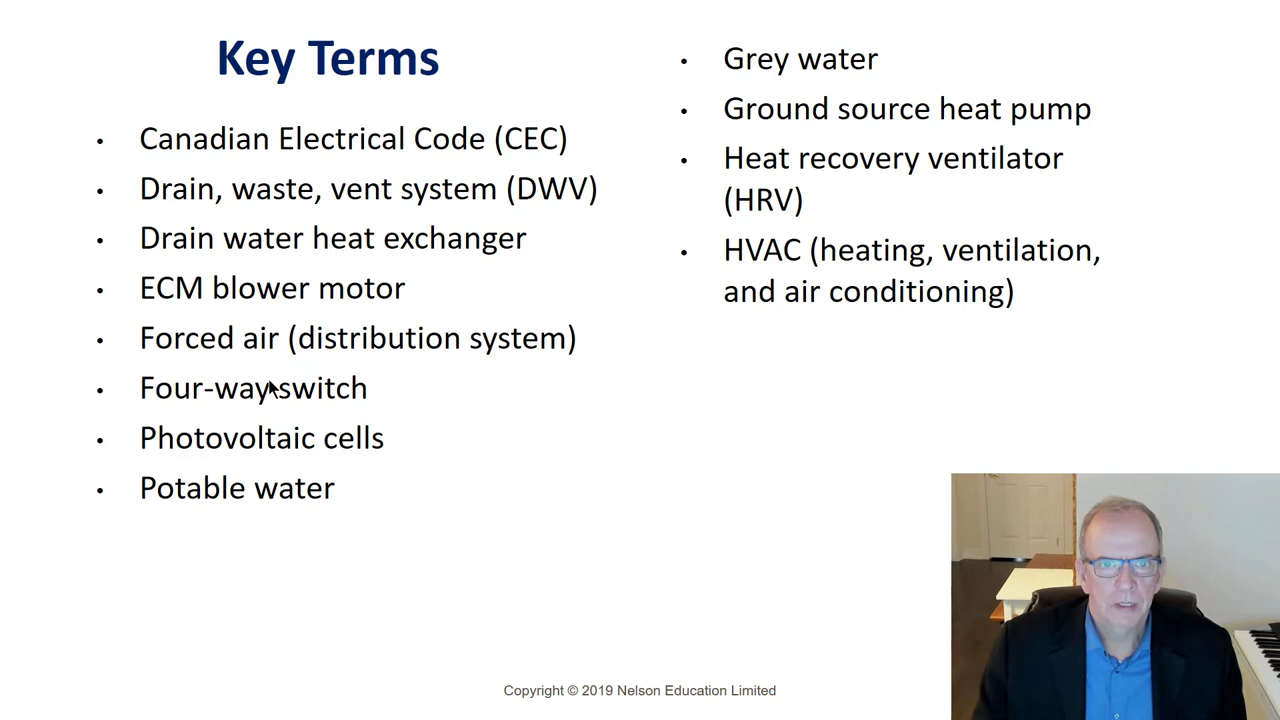 Key Terms
Canadian Electrical Code (CEC)
Drain, waste, vent system (DWV)
Drain water heat exchanger
ECM blower motor
Forced air (distribution system)
Four-way switch
Photovoltaic cells
Potable water
Grey water
Ground source heat pump
Heat recovery ventilator
(HRV)
HVAC (heating, ventilation,
and air conditioning)
Copyright © 2019 Nelson Education Limited